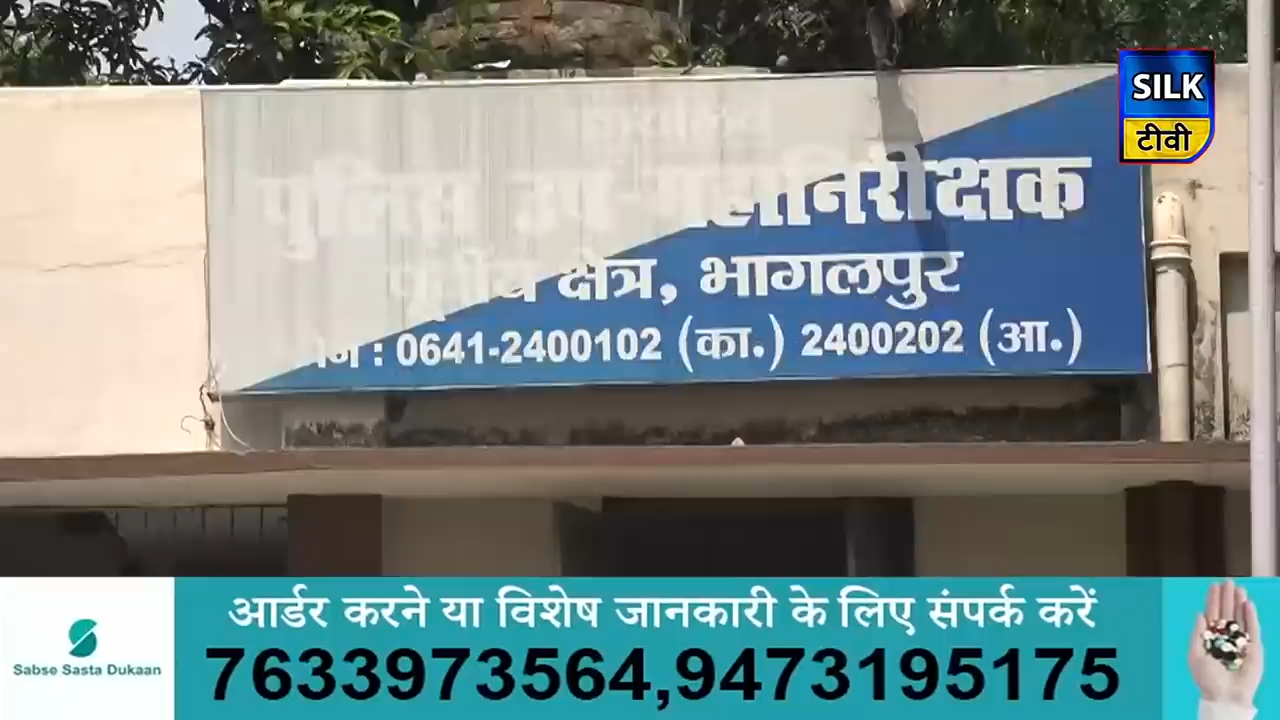 कार्यालय
पुलिस उप-महानिरीक्षक
पूर्वी क्षेत्र, भागलपुर
फोन : 0641-2400102 (का.) 2400202 (आ.)
SILK
टीवी
आर्डर करने या विशेष जानकारी के लिए संपर्क करें
Sabse Sasta Dukaan
7633973564,9473195175